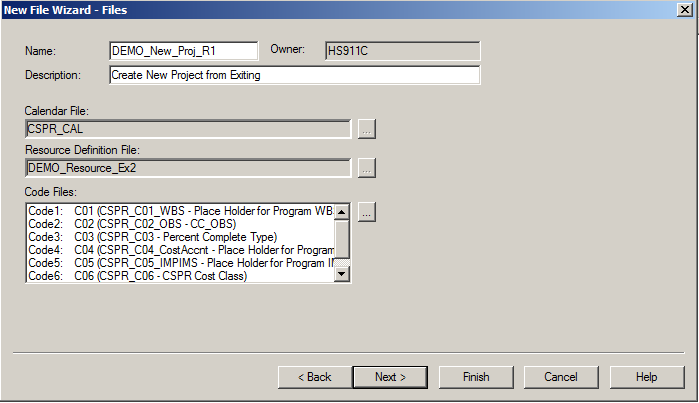 New File Wizard - Files
Name: DEMO_New_Proj_R1 Owner: HS911C
Description: Create New Project from Exiting
Calendar File:
CSPR_CAL
...
Resource Definition File:
DEMO_Resource_Ex2
...
Code Files:
Code1: C01 (CSPR_C01_WBS - Place Holder for Program WB
...
Code2: C02 (CSPR_C02_OBS - CC_OBS)
Code3: C03 (CSPR_C03 - Percent Complete Type)
Code4: C04 (CSPR_C04_CostAccnt - Place Holder for Program
Code5: C05 (CSPR_C05_IMPIMS - Place Holder for Program
Code6: C06 (CSPR_C06 - CSPR Cost Class)
< Back Next > Finish Cancel Help